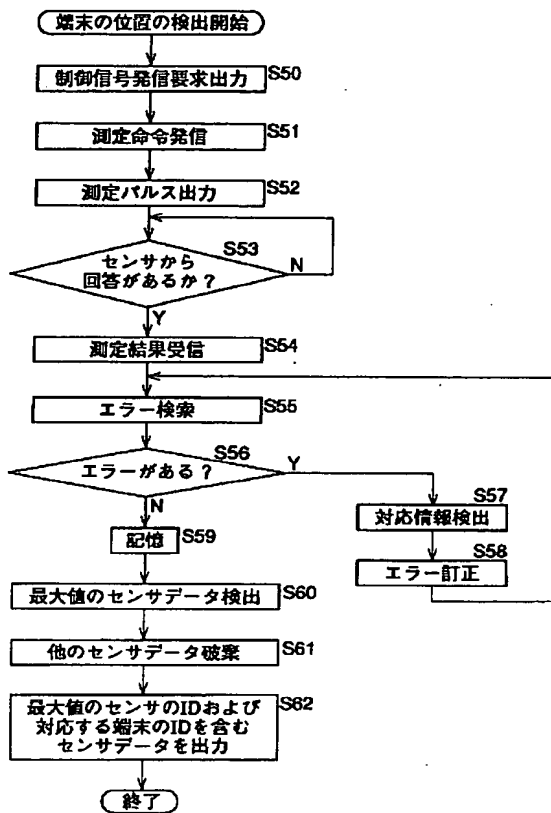 端末の位置の検出開始
制御信号発信要求出力
S50
測定命令発信
S51
測定パルス出力
S52
S53
センサから
回答があるか？
N
Y
測定結果受信
S54
エラー検索
S55
S56
エラーがある？
Y
N
S57
対応情報検出
S58
エラー訂正
記憶
S59
最大値のセンサデータ検出
S60
他のセンサデータ破棄
S61
最大値のセンサのIDおよび
対応する端末のIDを含む
センサデータを出力
S62
終了